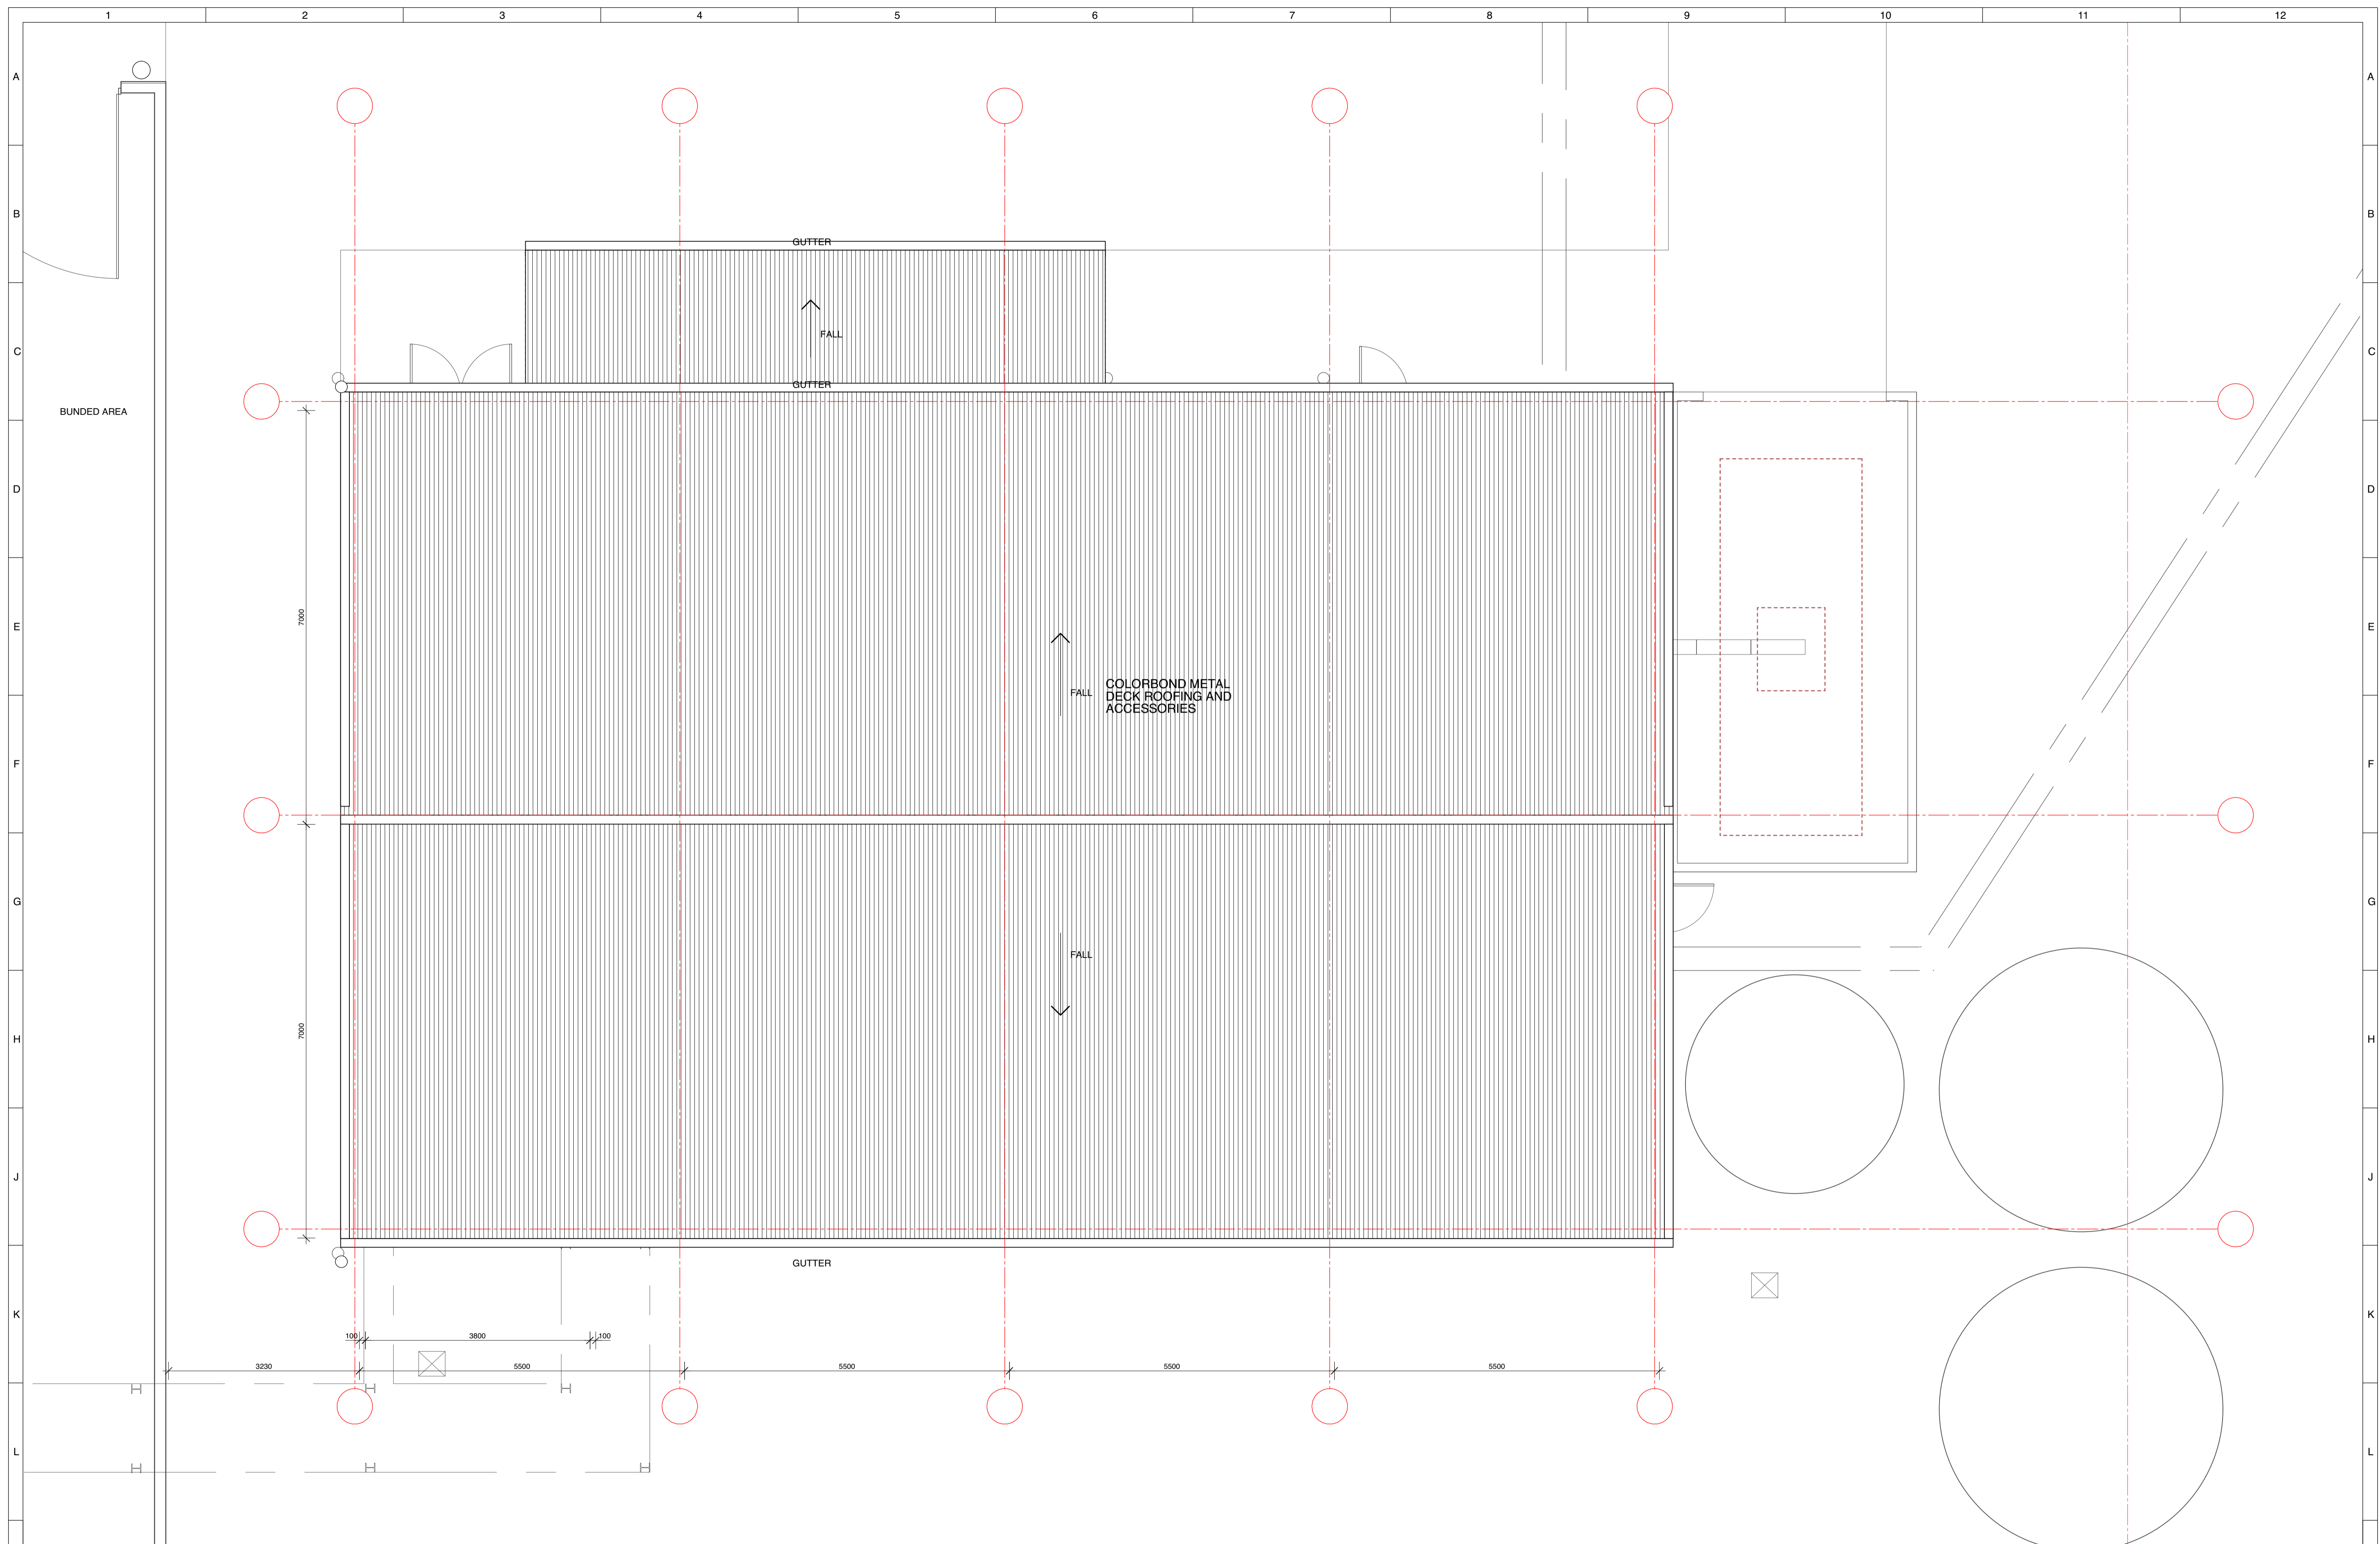 1 2 3 4 5 6 7 8 9 10 11 12
A A
B B
GUTTER
FALL
C C
GUTTER
BUNDED AREA
D D
7000
E E
FALL
COLORBOND METAL
DECK ROOFING AND
ACCESSORIES
F F
G G
FALL
7000
H H
J J
GUTTER
K K
100 3800 100
3230 5500 5500 5500 5500
L L